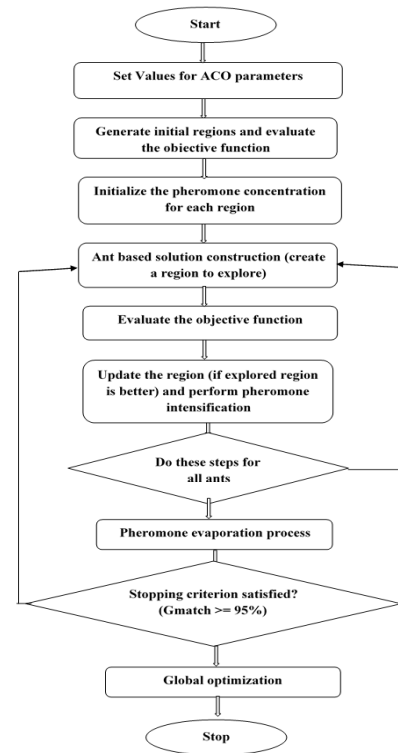 Start
Set Values for ACO parameters
Generate initial regions and evaluate
the objective function
Initialize the pheromone concentration
for each region
Ant based solution construction (create
a region to explore)
Evaluate the objective function
Update the region (if explored region
is better) and perform pheromone
intensification
Do these steps for
all ants
Pheromone evaporation process
Stopping criterion satisfied?
(Gmatch >= 95%)
Global optimization
Stop